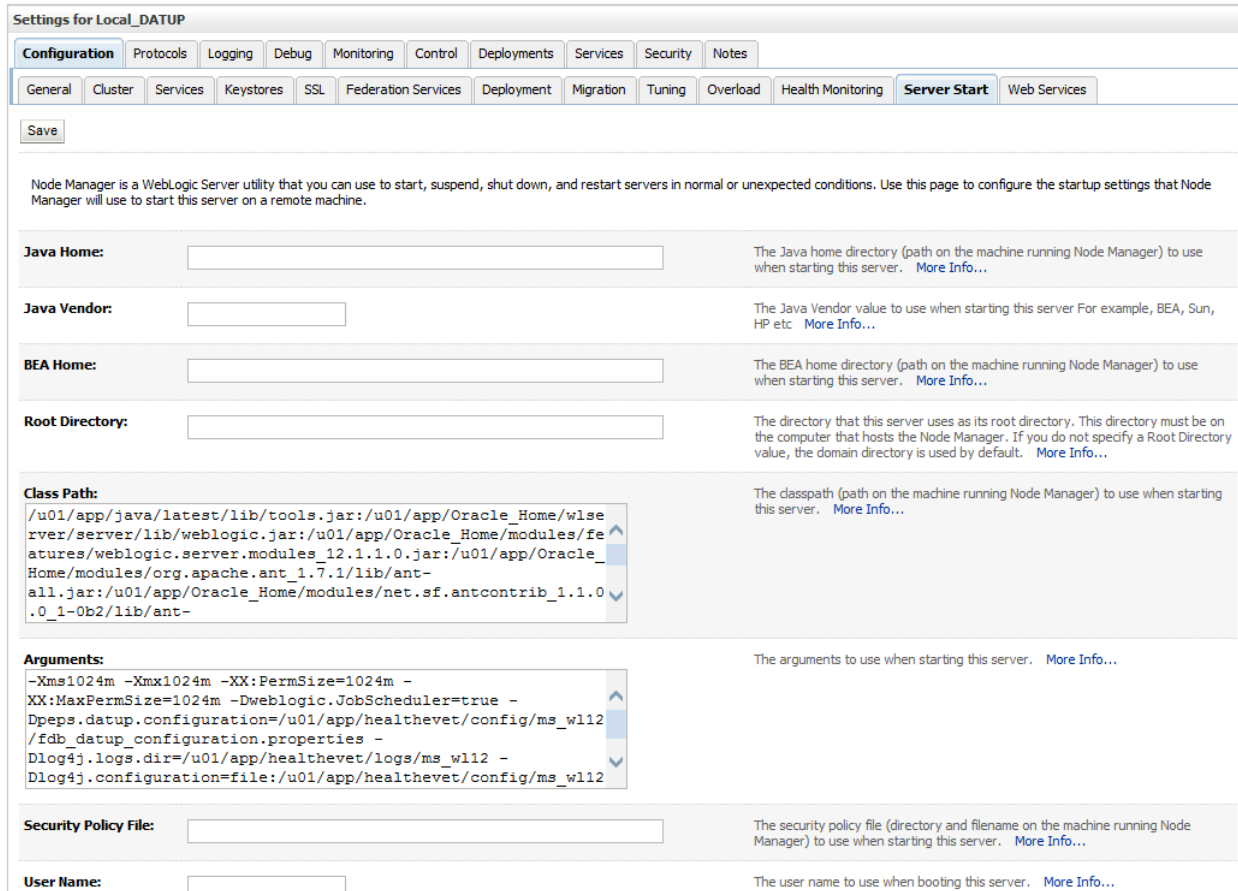 Settings for Local_DATUP
Configuration Protocols Logging Debug Monitoring Control Deployments Services Security Notes
General Cluster Services Keystores SSL Federation Services Deployment Migration Tuning Overload Health Monitoring Server Start Web Services
Save
Node Manager is a WebLogic Server utility that you can use to start, suspend, shut down, and restart servers in normal or unexpected conditions. Use this page to configure the startup settings that Node
Manager will use to start this server on a remote machine.
Java Home:
The Java home directory (path on the machine running Node Manager) to use
when starting this server. More Info...
Java Vendor:
The Java Vendor value to use when starting this server For example, BEA, Sun,
HP etc More Info...
BEA Home:
The BEA home directory (path on the machine running Node Manager) to use
when starting this server. More Info...
Root Directory:
The directory that this server uses as its root directory. This directory must be on
the computer that hosts the Node Manager. If you do not specify a Root Directory
value, the domain directory is used by default. More Info...
Class Path:
/u01/app/java/latest/lib/tools.jar:/u01/app/Oracle_Home/wlse
rver/server/lib/weblogic.jar:/u01/app/Oracle_Home/modules/fe
atures/weblogic.server.modules_12.1.1.0.jar:/u01/app/Oracle_
Home/modules/org.apache.ant_1.7.1/lib/ant-
all.jar:/u01/app/Oracle_Home/modules/net.sf.antcontrib_1.1.0
.0_1-0b2/lib/ant-
The classpath (path on the machine running Node Manager) to use when starting
this server. More Info...
Arguments:
-Xms1024m -Xmx1024m -XX:PermSize=1024m -
XX:MaxPermSize=1024m -Dweblogic.JobScheduler=true -
Dpeps.datup.configuration=/u01/app/healthevet/config/ms_wl12
/fdb_datup_configuration.properties -
Dlog4j.logs.dir=/u01/app/healthevet/logs/ms_wl12 -
Dlog4j.configuration=file:/u01/app/healthevet/config/ms_wl12
The arguments to use when starting this server. More Info...
Security Policy File:
The security policy file (directory and filename on the machine running Node
Manager) to use when starting this server. More Info...
User Name:
The user name to use when booting this server. More Info...